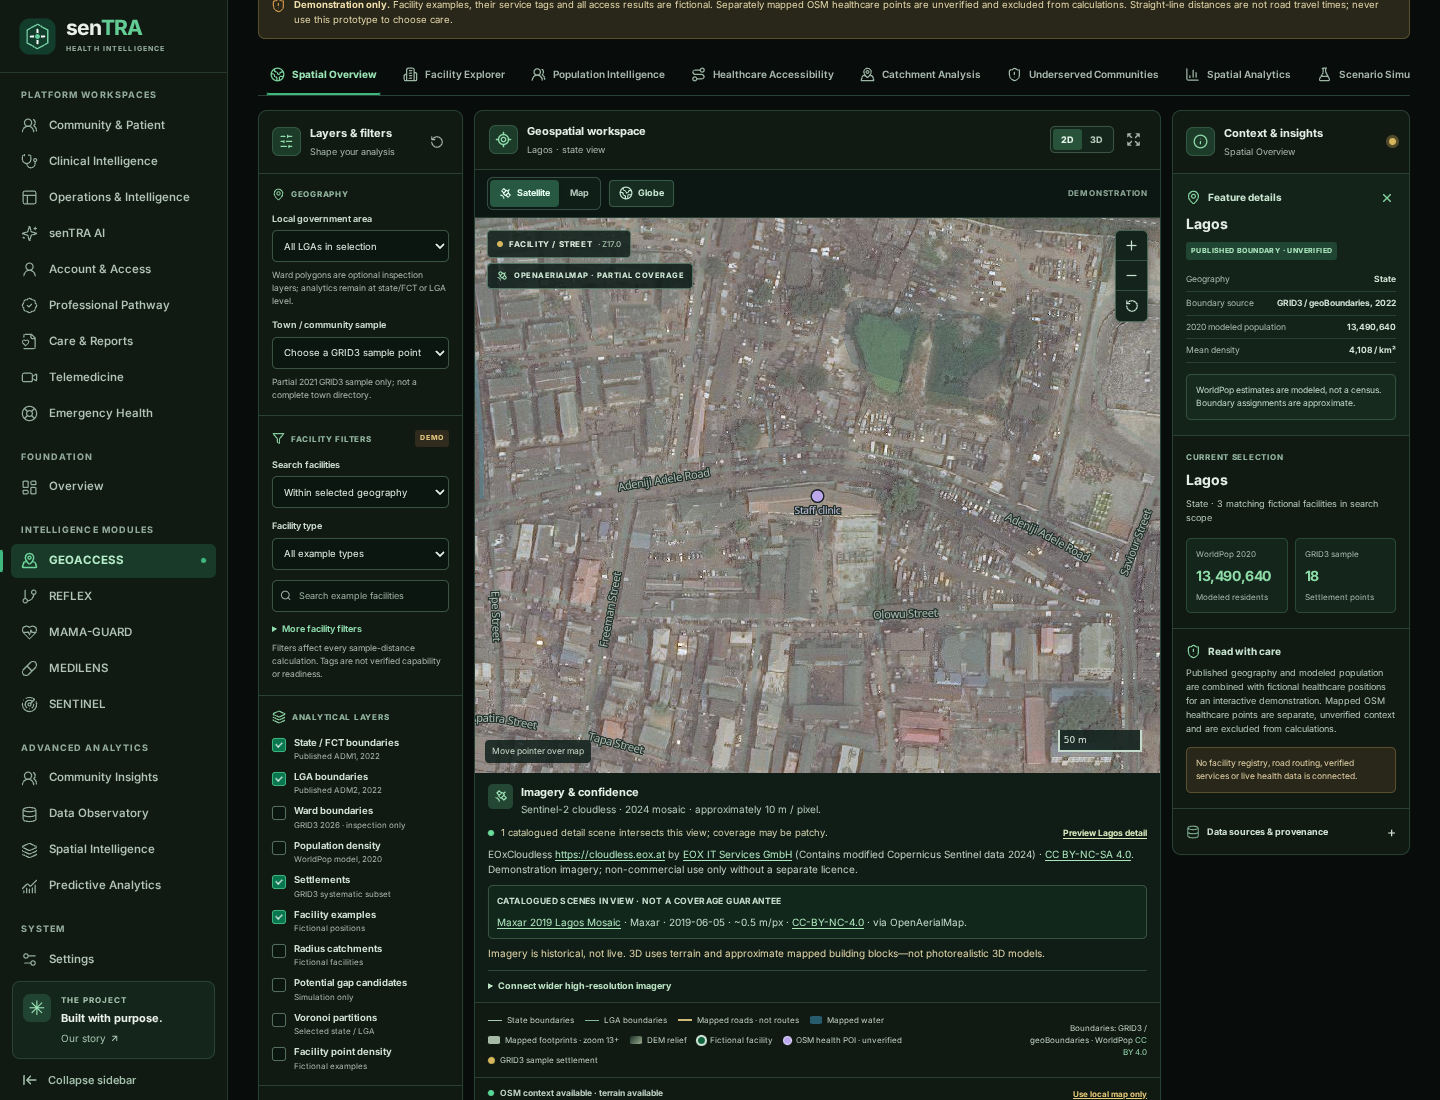 senTRA
HEALTH INTELLIGENCE
PLATFORM WORKSPACES
Community & Patient
Clinical Intelligence
Operations & Intelligence
senTRA AI
Account & Access
Professional Pathway
Care & Reports
Telemedicine
Emergency Health
FOUNDATION
Overview
INTELLIGENCE MODULES
GEOACCESS
REFLEX
MAMA-GUARD
MEDILENS
SENTINEL
ADVANCED ANALYTICS
Community Insights
Data Observatory
Spatial Intelligence
Predictive Analytics
SYSTEM
Settings
THE PROJECT
Built with purpose.
Our story ↗
Collapse sidebar
Demonstration only. Facility examples, their service tags and all access results are fictional. Separately mapped OSM healthcare points are unverified and excluded from calculations. Straight-line distances are not road travel times; never
use this prototype to choose care.
Spatial Overview
Facility Explorer
Population Intelligence
Healthcare Accessibility
Catchment Analysis
Underserved Communities
Spatial Analytics
Scenario Simu
Layers & filters
Shape your analysis
GEOGRAPHY
Local government area
All LGAs in selection
Ward polygons are optional inspection
layers; analytics remain at state/FCT or LGA
level.
Town / community sample
Choose a GRID3 sample point
Partial 2021 GRID3 sample only; not a
complete town directory.
FACILITY FILTERS
DEMO
Search facilities
Within selected geography
Facility type
All example types
Search example facilities
More facility filters
Filters affect every sample-distance
calculation. Tags are not verified capability
or readiness.
ANALYTICAL LAYERS
State / FCT boundaries
Published ADM1, 2022
LGA boundaries
Published ADM2, 2022
Ward boundaries
GRID3 2026 · inspection only
Population density
WorldPop model, 2020
Settlements
GRID3 systematic subset
Facility examples
Fictional positions
Radius catchments
Fictional facilities
Potential gap candidates
Simulation only
Voronoi partitions
Selected state / LGA
Facility point density
Fictional examples
Geospatial workspace
Lagos · state view
2D
3D
Satellite
Map
Globe
DEMONSTRATION
FACILITY / STREET · Z17.0
OPENAERIALMAP · PARTIAL COVERAGE
Adeniji Adele Road
Staff clinic
Adeniji Adele Road
Saviour Street
Epe Street
Freeman Street
Olowu Street
patira Street
Tapa Street
Move pointer over map
50 m
Imagery & confidence
Sentinel-2 cloudless · 2024 mosaic · approximately 10 m / pixel.
1 catalogued detail scene intersects this view; coverage may be patchy.
Preview Lagos detail
EOxCloudless https://cloudless.eox.at by EOX IT Services GmbH (Contains modified Copernicus Sentinel data 2024) · CC BY-NC-SA 4.0.
Demonstration imagery; non-commercial use only without a separate licence.
CATALOGUED SCENES IN VIEW · NOT A COVERAGE GUARANTEE
Maxar 2019 Lagos Mosaic · Maxar · 2019-06-05 · ~0.5 m/px · CC-BY-NC-4.0 · via OpenAerialMap.
Imagery is historical, not live. 3D uses terrain and approximate mapped building blocks—not photorealistic 3D models.
Connect wider high-resolution imagery
State boundaries
LGA boundaries
Mapped roads · not routes
Mapped water
Mapped footprints · zoom 13+
DEM relief
Fictional facility
OSM health POI · unverified
GRID3 sample settlement
Boundaries: GRID3 /
geoBoundaries · WorldPop CC
BY 4.0
OSM context available · terrain available
Use local map only
Context & insights
Spatial Overview
Feature details
Lagos
PUBLISHED BOUNDARY · UNVERIFIED
Geography State
Boundary source GRID3 / geoBoundaries, 2022
2020 modeled population 13,490,640
Mean density 4,108 / km²
WorldPop estimates are modeled, not a census.
Boundary assignments are approximate.
CURRENT SELECTION
Lagos
State · 3 matching fictional facilities in search
scope
WorldPop 2020
13,490,640
Modeled residents
GRID3 sample
18
Settlement points
Read with care
Published geography and modeled population
are combined with fictional healthcare positions
for an interactive demonstration. Mapped OSM
healthcare points are separate, unverified context
and are excluded from calculations.
No facility registry, road routing, verified
services or live health data is connected.
Data sources & provenance +